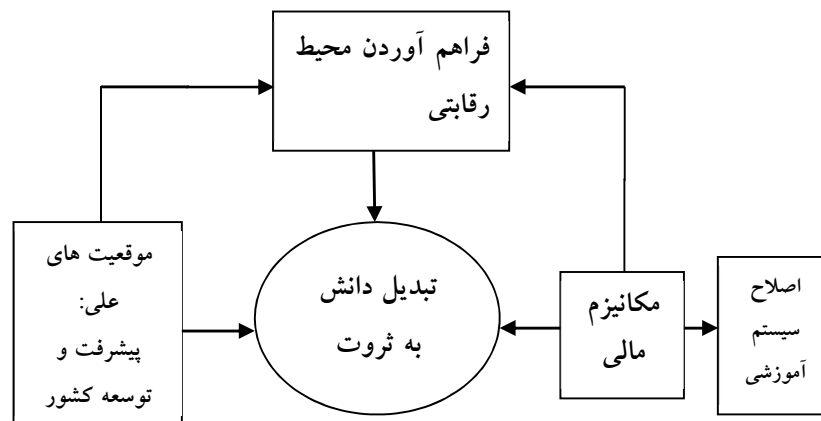 فراهم آوردن محیط
رقابتی
موقعیت های
علی:
پیشرفت و
توسعه کشور
تبدیل دانش
به ثروت
مکانیزم
مالی
اصلاح
سیستم
آموزشی